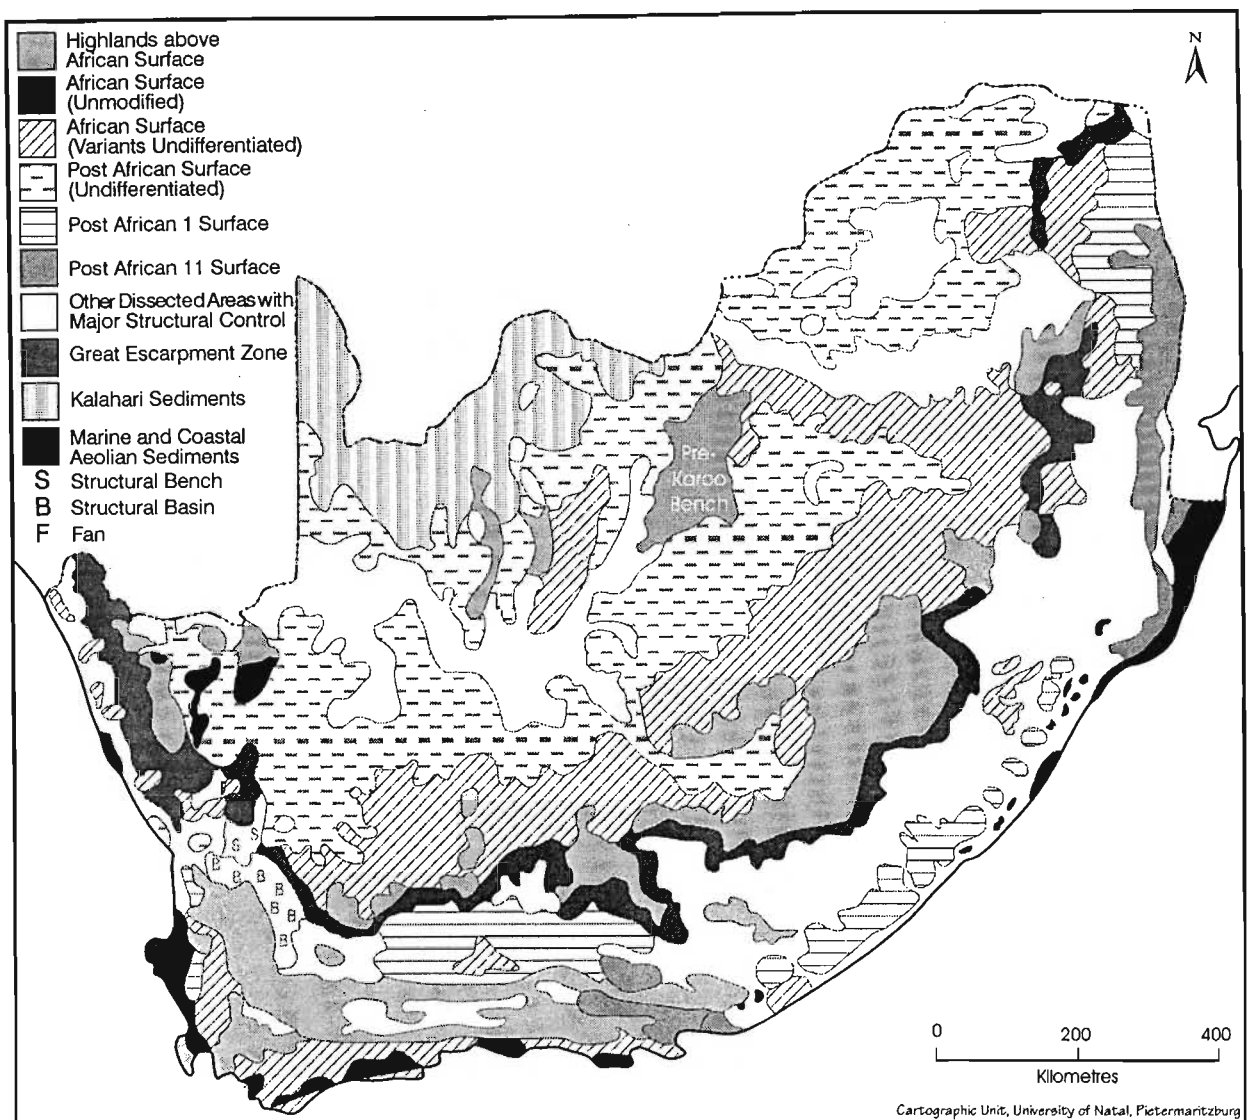 Highlands above
African Surface
African Surface
(Unmodified)
African Surface
(Variants Undifferentiated)
Post African Surface
(Undifferentiated)
Post African 1 Surface
Post African 11 Surface
Other Dissected Areas with
Major Structural Control
Great Escarpment Zone
Kalahari Sediments
Marine and Coastal
Aeolian Sediments
S Structural Bench
B Structural Basin
F Fan
N
Pre-
Karoo
Bench
F
S
S
B
B
B
B
B
B
B
B
0 200 400
Kilometres
Cartographic Unit, University of Natal, Pietermaritzburg